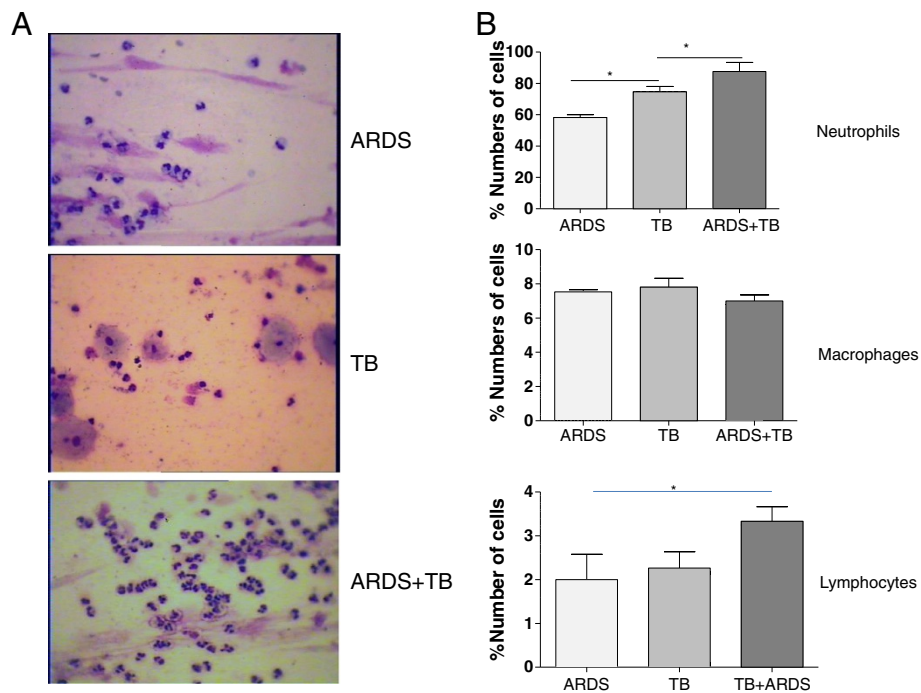 A
ARDS
TB
ARDS+TB
B
% Numbers of cells
100
80
60
40
20
0
*
*
ARDS TB ARDS+TB
Neutrophils
% Numbers of cells
8
6
4
2
0
ARDS TB ARDS+TB
Macrophages
%Number of cells
4
3
2
1
0
*
ARDS TB TB+ARDS
Lymphocytes